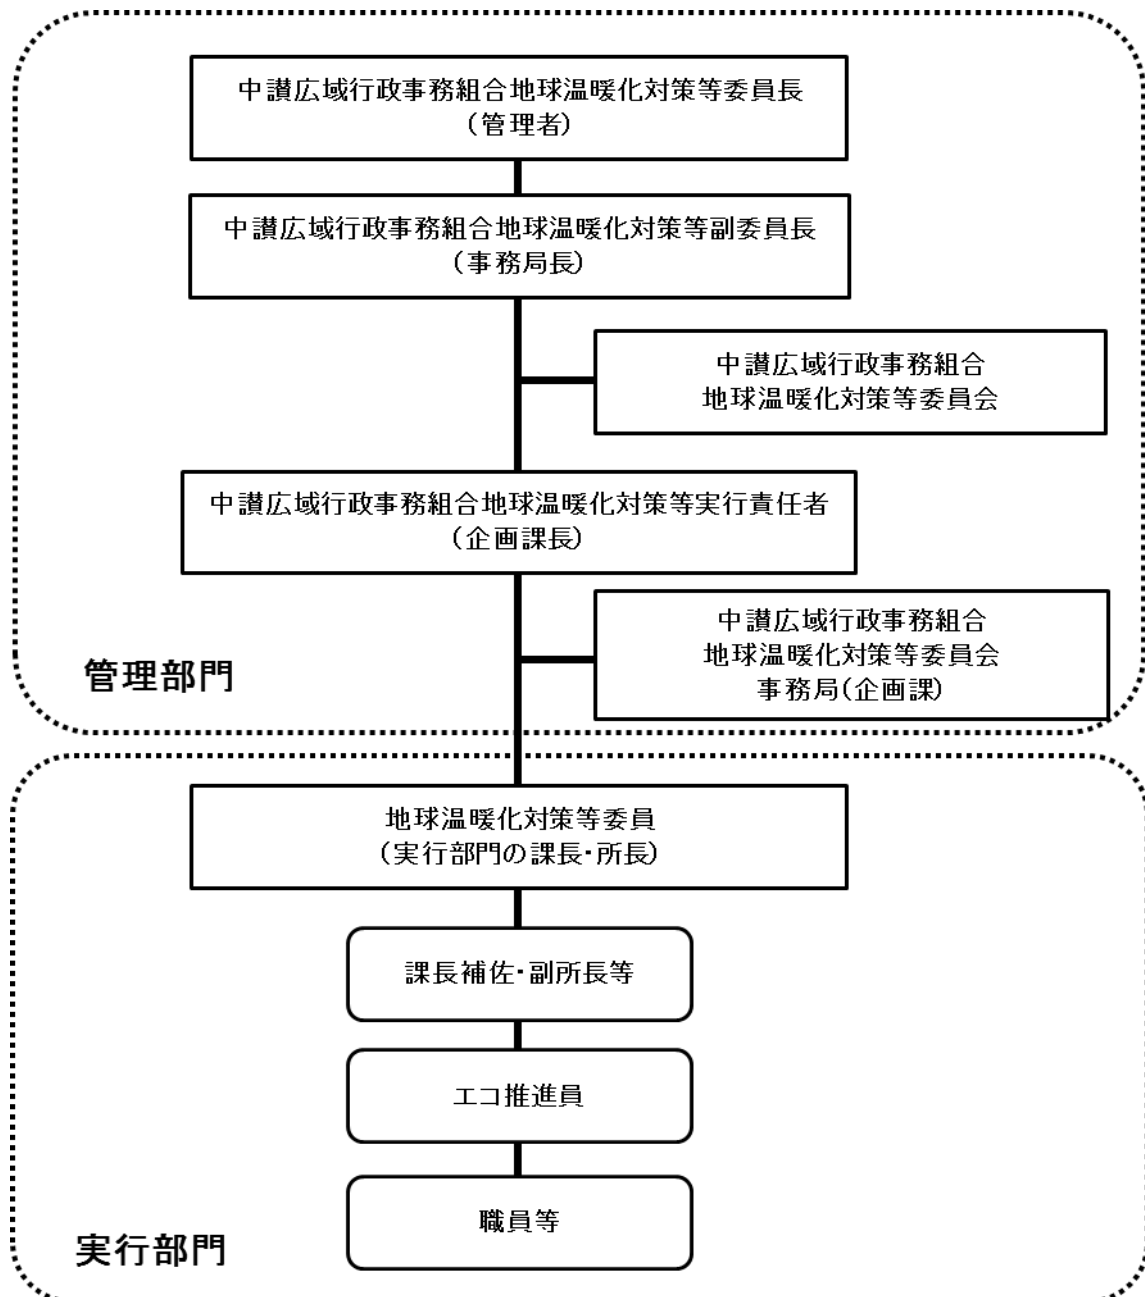 中讃広域行政事務組合地球温暖化対策等委員長
(管理者)
中讃広域行政事務組合地球温暖化対策等副委員長
(事務局長)
中讃広域行政事務組合
地球温暖化対策等委員会
中讃広域行政事務組合地球温暖化対策等実行責任者
(企画課長)
中讃広域行政事務組合
地球温暖化対策等委員会
事務局(企画課)
管理部門
地球温暖化対策等委員
(実行部門の課長・所長)
課長補佐・副所長等
エコ推進員
職員等
実行部門